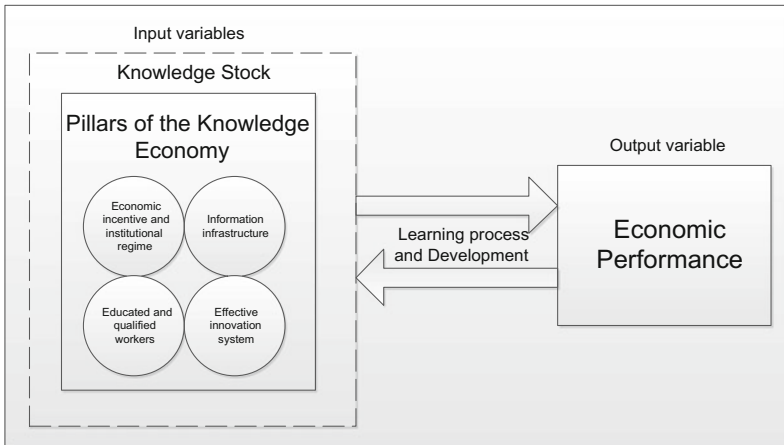 Input variables
Knowledge Stock
Pillars of the Knowledge
Economy
Economic
incentive and
institutional
regime
Information
infrastructure
Educated and
qualified
workers
Effective
innovation
system
Learning process
and Development
Output variable
Economic
Performance